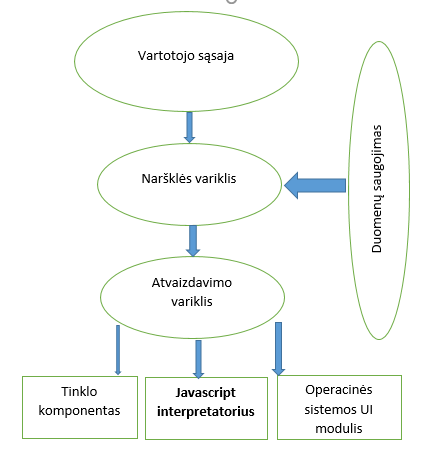 Vartotojo sąsaja
Naršklės variklis
Duomenų saugojimas
Atvaizdavimo
variklis
Tinklo
komponentas
Javascript
interpretatorius
Operacinės
sistemos UI
modulis